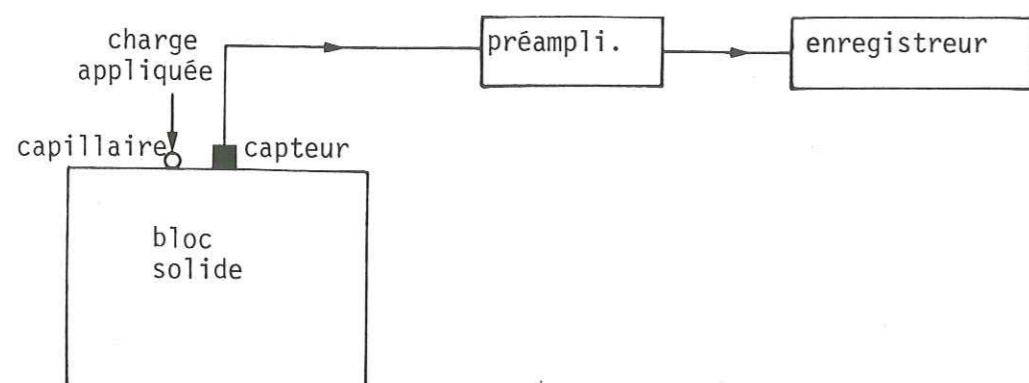 charge
appliquée
préampli.
enregistreur
capillaire
capteur
bloc
solide